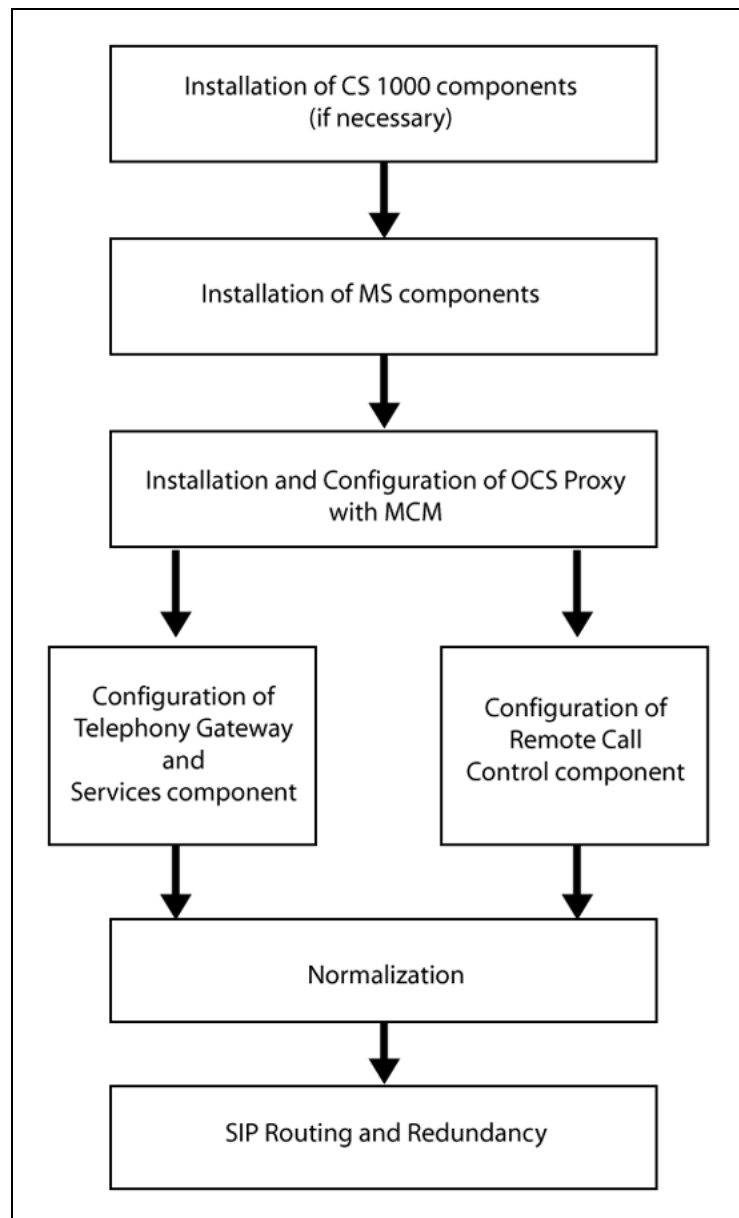 Installation of CS 1000 components
(if necessary)
Installation of MS components
Installation and Configuration of OCS Proxy
with MCM
Configuration of
Telephony Gateway
and
Services component
Configuration of
Remote Call
Control component
Normalization
SIP Routing and Redundancy